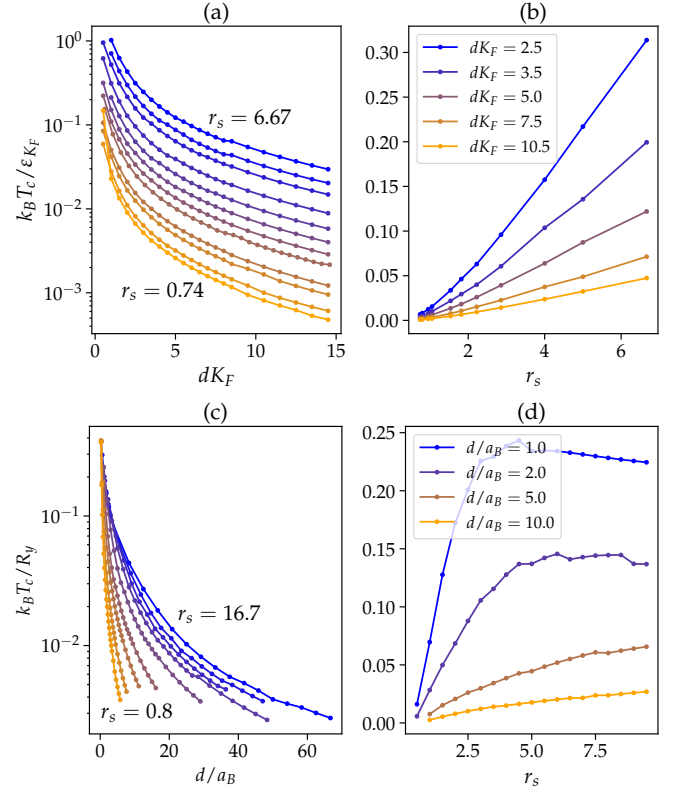 (a)
k_BT_c/ε_{K_F}
10^0
10^{-1}
10^{-2}
10^{-3}
r_s = 6.67
r_s = 0.74
0 5 10 15
dK_F
(b)
0.30
0.25
0.20
0.15
0.10
0.05
0.00
dK_F = 2.5
dK_F = 3.5
dK_F = 5.0
dK_F = 7.5
dK_F = 10.5
2 4 6
r_s
(c)
k_BT_c/R_y
10^{-1}
10^{-2}
r_s = 16.7
r_s = 0.8
0 20 40 60
d/a_B
(d)
0.25
0.20
0.15
0.10
0.05
0.00
d/a_B = 1.0
d/a_B = 2.0
d/a_B = 5.0
d/a_B = 10.0
2.5 5.0 7.5
r_s